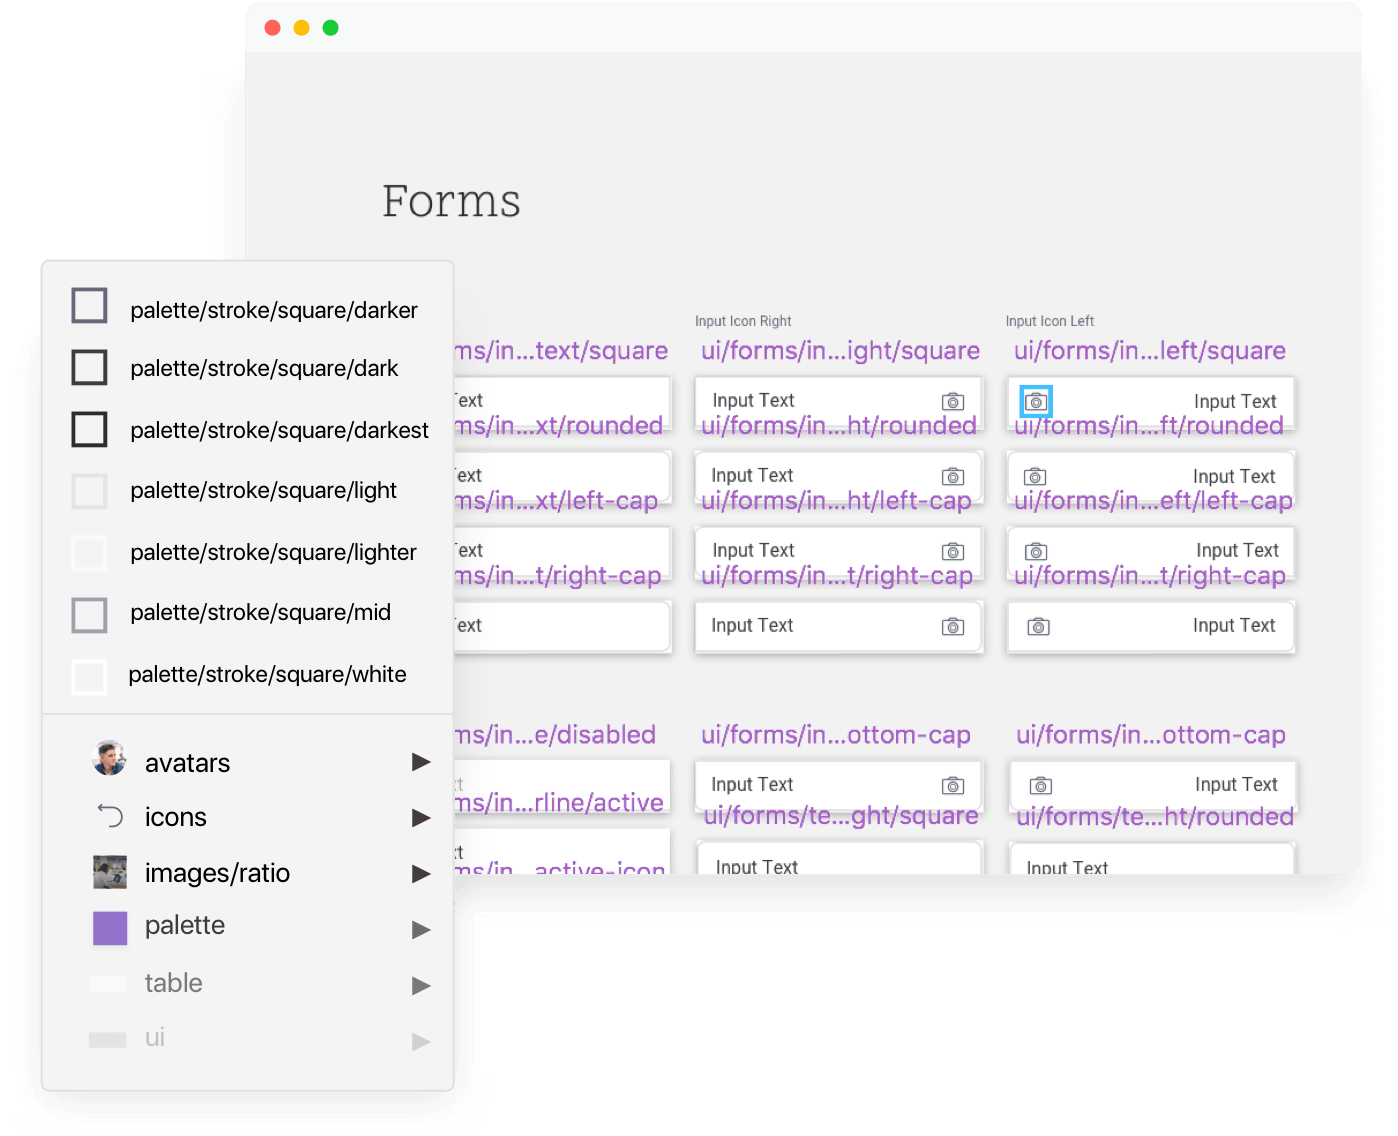 Forms
palette/stroke/square/darker
palette/stroke/square/dark
palette/stroke/square/darkest
palette/stroke/square/light
palette/stroke/square/lighter
palette/stroke/square/mid
palette/stroke/square/white
avatars
icons
images/ratio
palette
table
ui
Input Icon Right
Input Icon Left
ms/in...text/square
ui/forms/in...ight/square
ui/forms/in...left/square
Text
Input Text
Input Text
ms/in...xt/rounded
ui/forms/in...ht/rounded
ui/forms/in...ft/rounded
Text
Input Text
Input Text
ms/in...xt/left-cap
ui/forms/in...ht/left-cap
ui/forms/in...eft/left-cap
Text
Input Text
Input Text
ms/in...t/right-cap
ui/forms/in...t/right-cap
ui/forms/in...t/right-cap
Text
Input Text
Input Text
ms/in...e/disabled
ui/forms/in...ottom-cap
ui/forms/in...ottom-cap
xt
Input Text
Input Text
ms/in...rline/active
ui/forms/te...ght/square
ui/forms/te...ht/rounded
xt
Input Text
Input Text
ms/in...active-icon